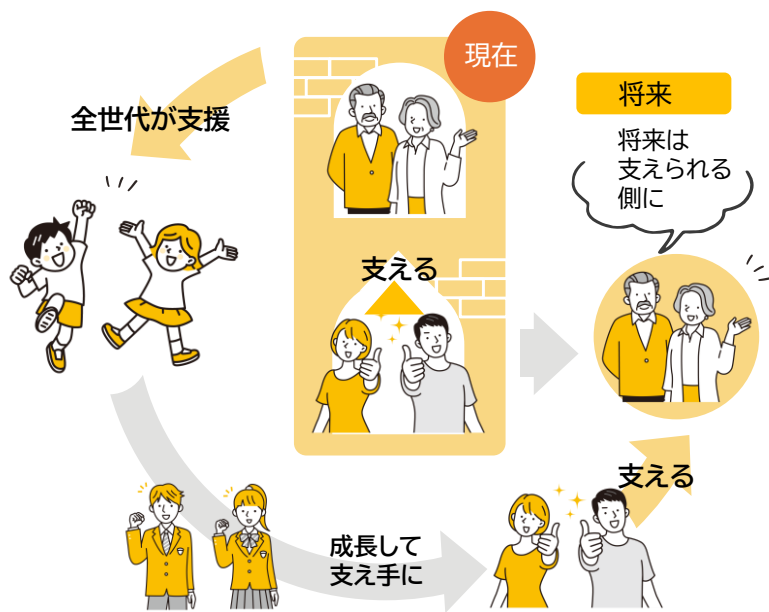 現在
全世代が支援
支える
将来
将来は
支えられる
側に
支える
成長して
支え手に